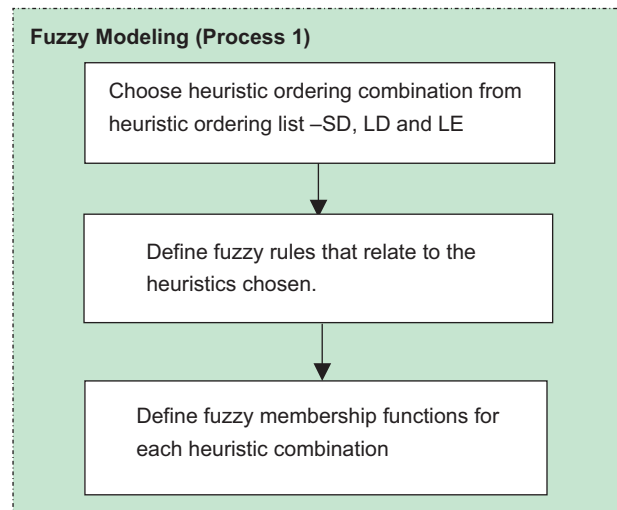 Fuzzy Modeling (Process 1)
Choose heuristic ordering combination from
heuristic ordering list –SD, LD and LE
Define fuzzy rules that relate to the
heuristics chosen.
Define fuzzy membership functions for
each heuristic combination